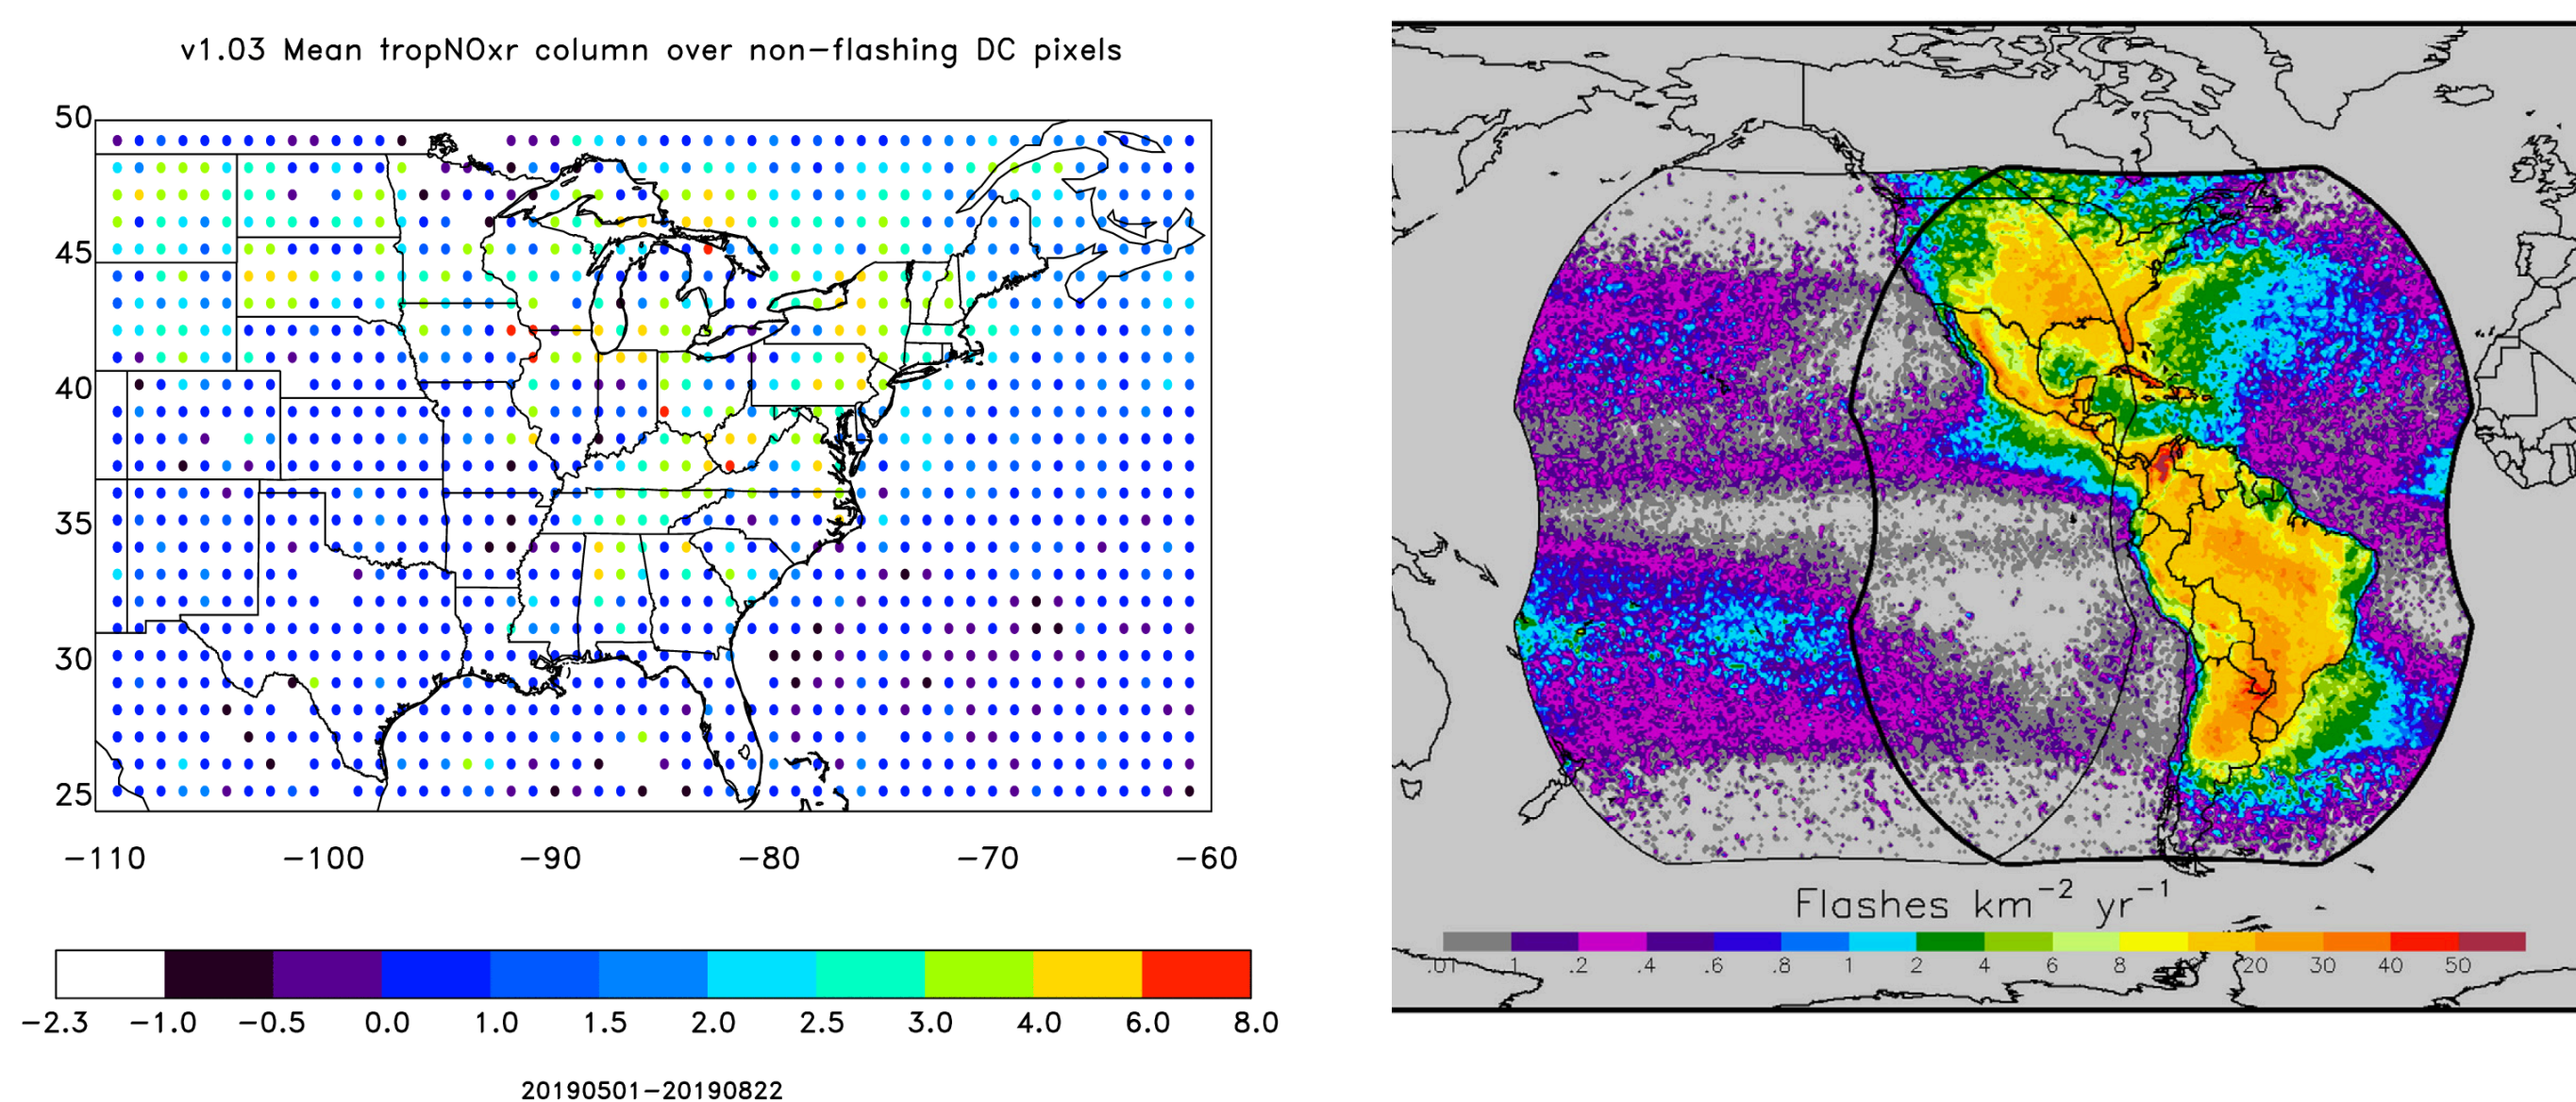 v1.03 Mean tropNOxr column over non-flashing DC pixels
50
45
40
35
30
25
-110 -100 -90 -80 -70 -60
-2.3 -1.0 -0.5 0.0 1.0 1.5 2.0 2.5 3.0 4.0 6.0 8.0
20190501-20190822
Flashes km⁻² yr⁻¹
.01 .1 .2 .4 .6 .8 1 2 4 6 8 20 30 40 50